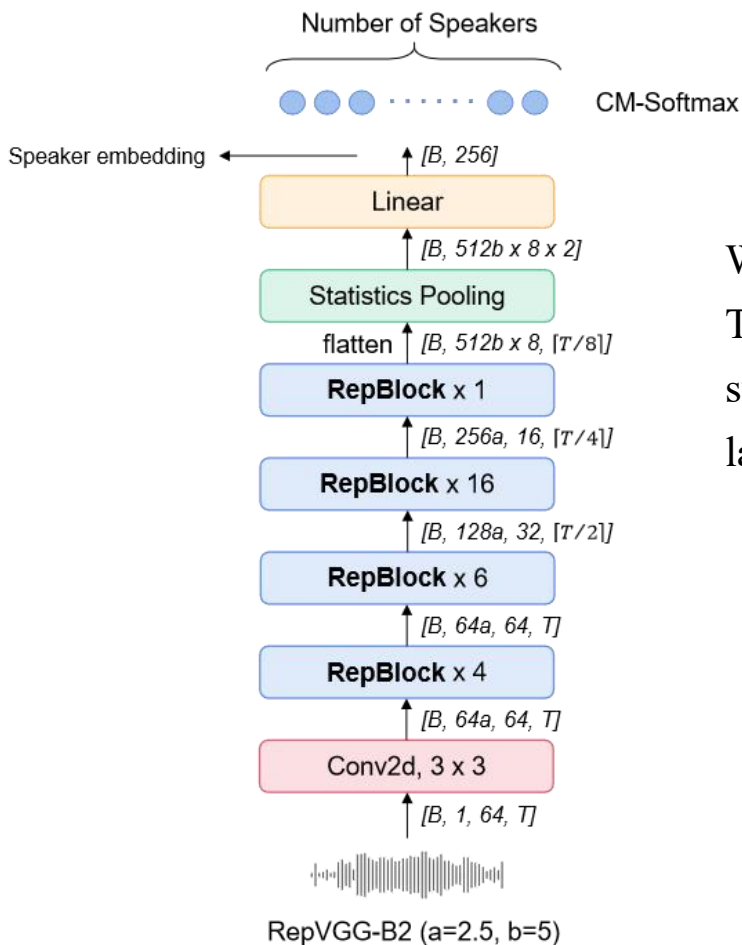 Number of Speakers
CM-Softmax
Speaker embedding
[B, 256]
Linear
[B, 512b x 8 x 2]
Statistics Pooling
flatten
[B, 512b x 8, ⌈T/8⌉]
RepBlock x 1
[B, 256a, 16, ⌈T/4⌉]
RepBlock x 16
[B, 128a, 32, ⌈T/2⌉]
RepBlock x 6
[B, 64a, 64, T]
RepBlock x 4
[B, 64a, 64, T]
Conv2d, 3 x 3
[B, 1, 64, T]
RepVGG-B2 (a=2.5, b=5)